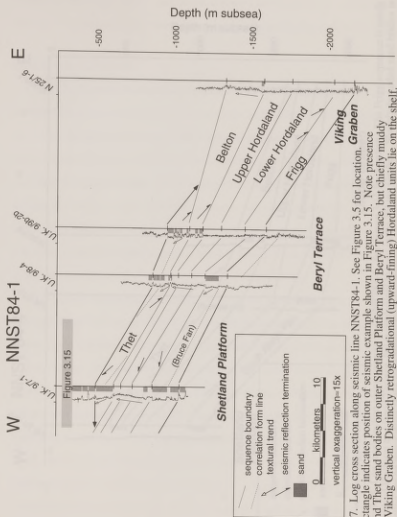 W NNST84-1 E
U.K. 9/7-1
U.K. 9/8-4
U.K. 9/9b-2b
N 25/1-6
Depth (m subsea)
-500
-1000
-1500
-2000
Figure 3.15
Thet
(Bruce Fan)
Belton
Upper Hordaland
Lower Hordaland
Frigg
Shetland Platform
Beryl Terrace
Viking
Graben
sequence boundary
correlation form line
textural trend
seismic reflection termination
sand
0 kilometers 10
vertical exaggeration=15x
7. Log cross section along seismic line NNST84-1. See Figure 3.5 for location.
ctangle indicates position of seismic example shown in Figure 3.15. Note presence
d Thet sand bodies on outer Shetland Platform and Beryl Terrace, but chiefly muddy
Viking Graben. Distinctly retrogradational (upward-fining) Hordaland units lie on the shelf.